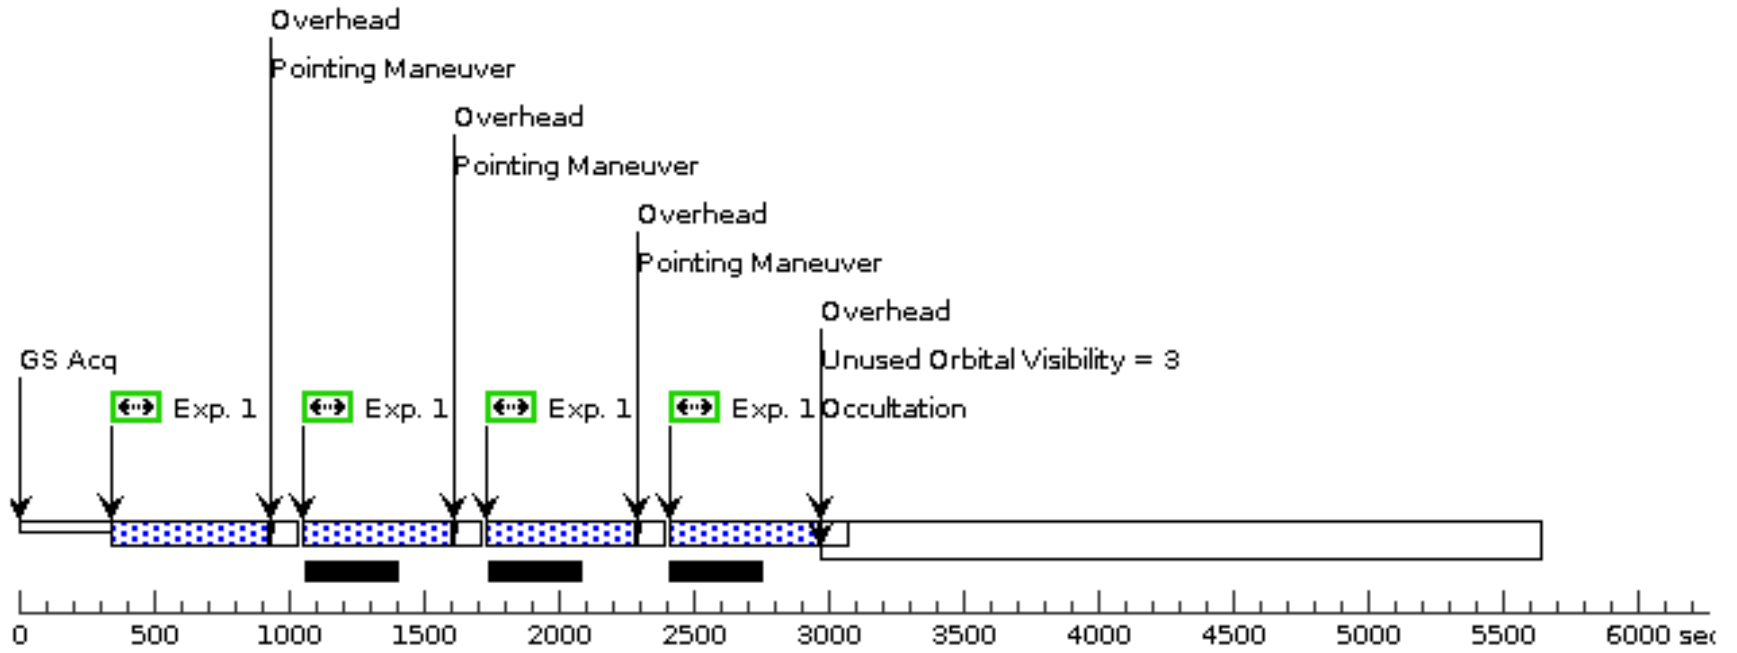 Overhead
Pointing Maneuver
Overhead
Pointing Maneuver
Overhead
Pointing Maneuver
Overhead
GS Acq
Unused Orbital Visibility = 3
Exp. 1
Exp. 1
Exp. 1
Exp. 1
Occultation
0 500 1000 1500 2000 2500 3000 3500 4000 4500 5000 5500 6000 sec